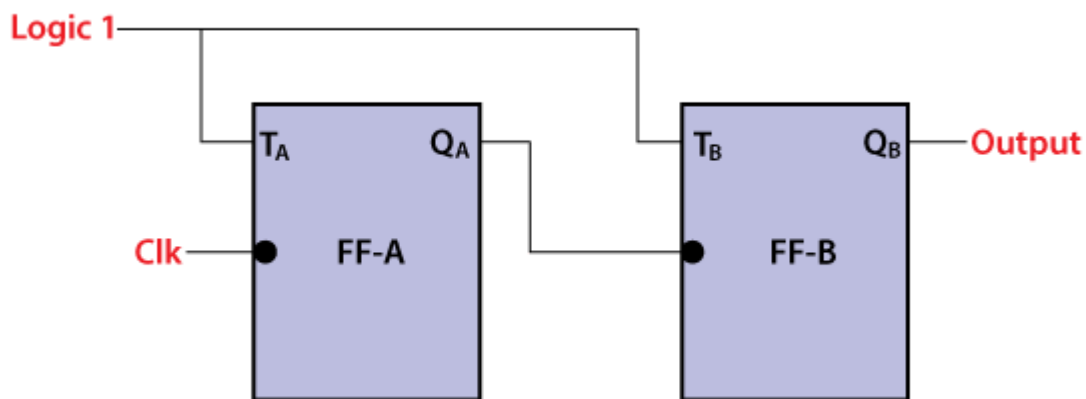 Logic 1
TA QA
TB QB
Output
Clk
FF-A
FF-B